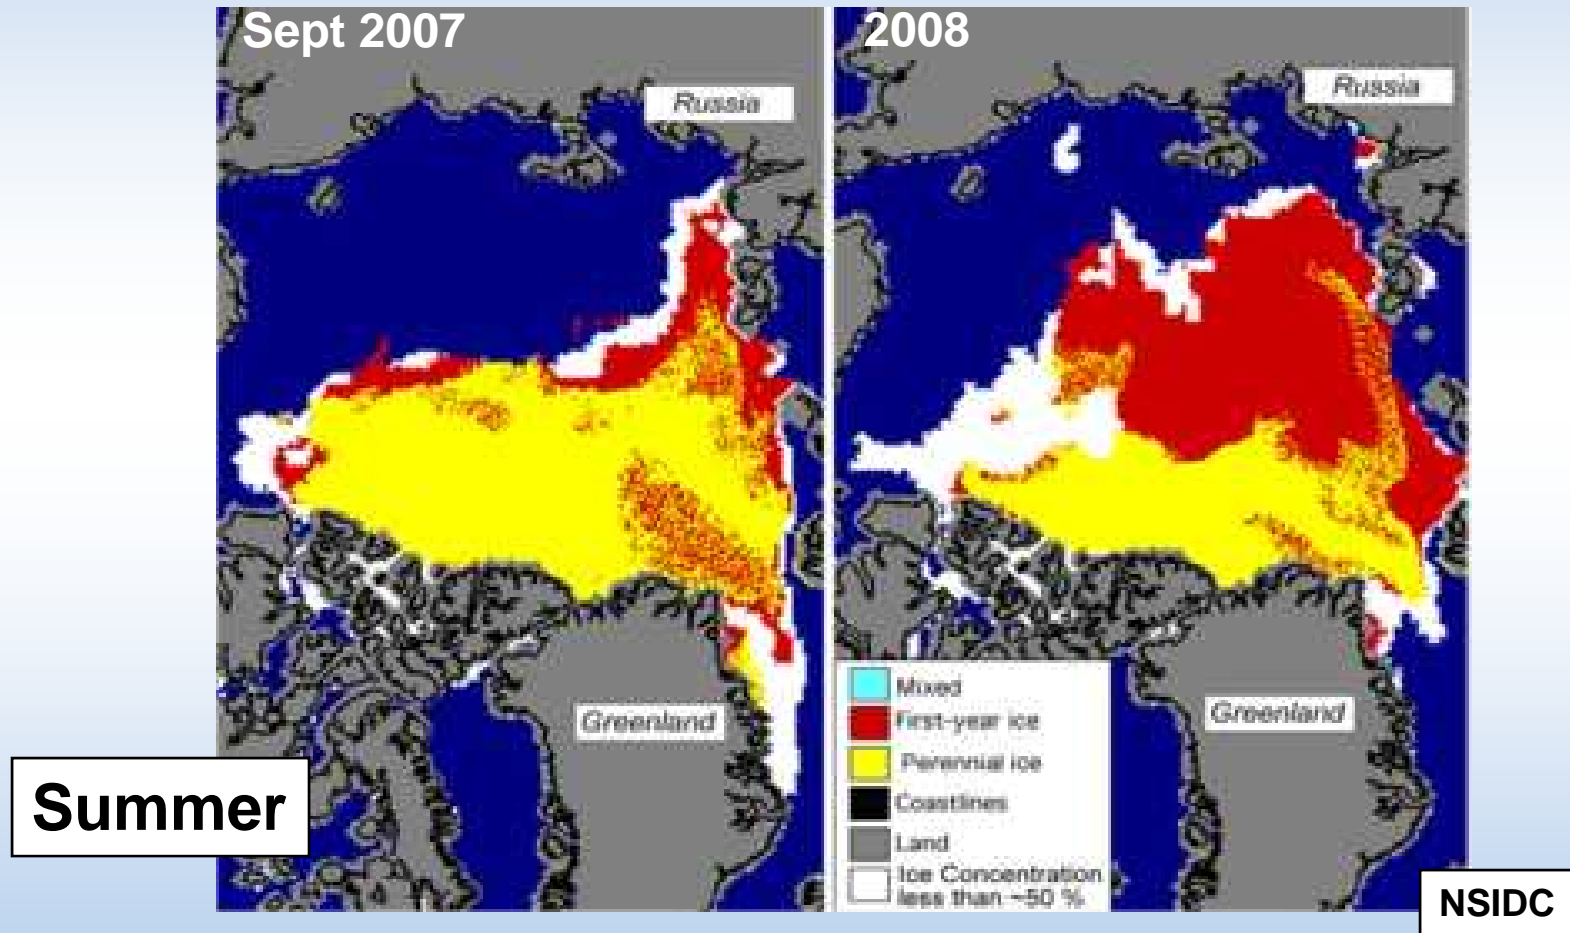 Sept 2007
2008
Russia
Russia
Greenland
Greenland
Mixed
First-year ice
Perennial ice
Coastlines
Land
Ice Concentration
less than ~50 %
Summer
NSIDC